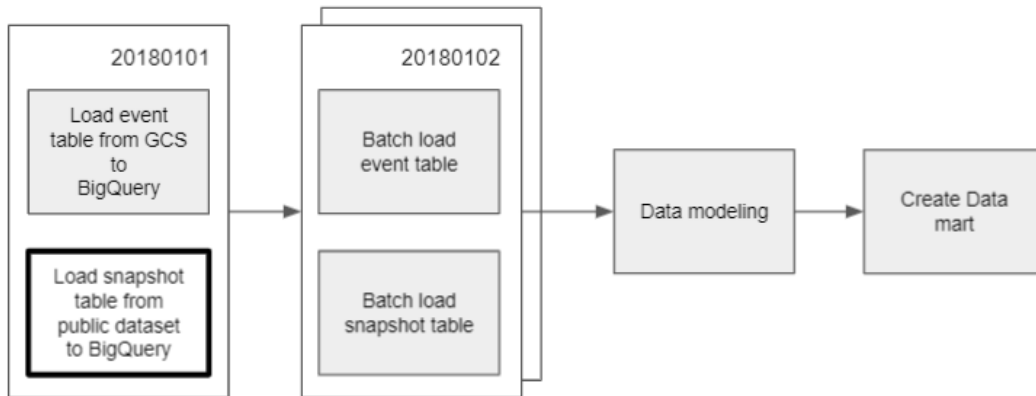 20180101
Load event
table from GCS
to
BigQuery
Load snapshot
table from
public dataset
to BigQuery
20180102
Batch load
event table
Batch load
snapshot table
Data modeling
Create Data
mart